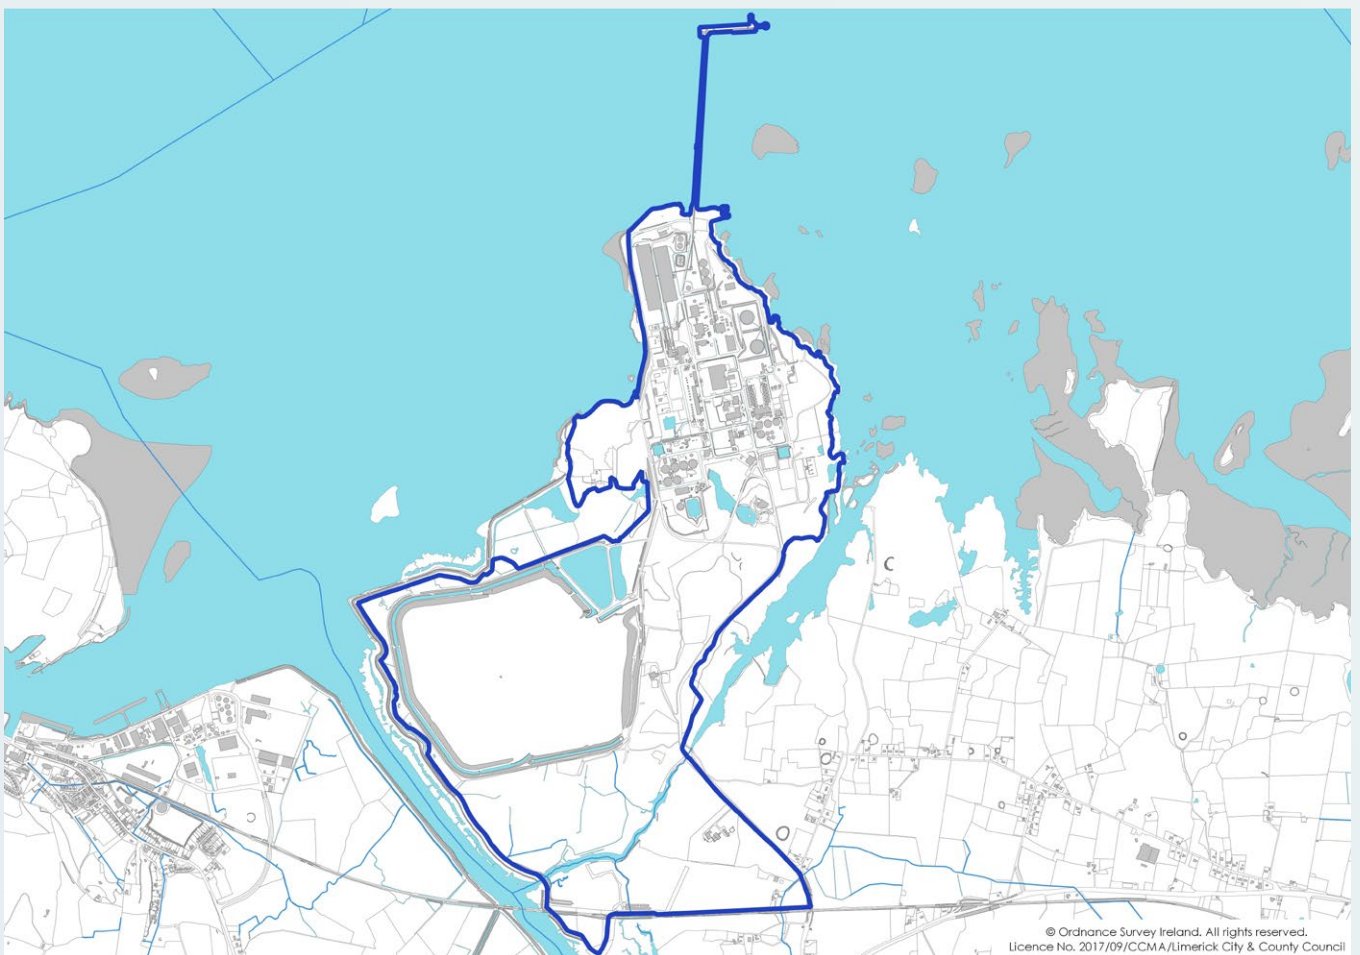 C
© Ordnance Survey Ireland. All rights reserved.
Licence No. 2017/09/CCMA/Limerick City & County Council